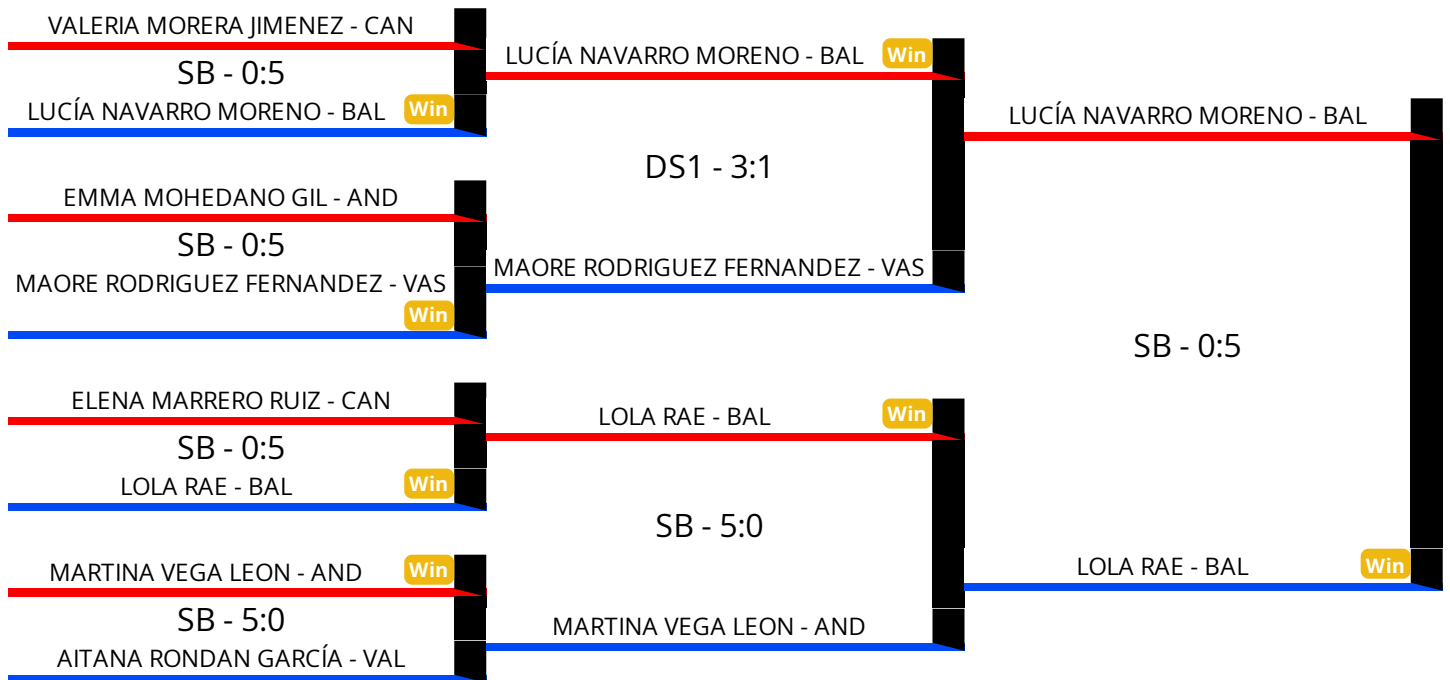 VALERIA MORERA JIMENEZ - CAN
SB - 0:5
LUCÍA NAVARRO MORENO - BAL Win
EMMA MOHEDANO GIL - AND
SB - 0:5
MAORE RODRIGUEZ FERNANDEZ - VAS
Win
ELENA MARRERO RUIZ - CAN
SB - 0:5
LOLA RAE - BAL Win
MARTINA VEGA LEON - AND Win
SB - 5:0
AITANA RONDAN GARCÍA - VAL
LUCÍA NAVARRO MORENO - BAL Win
DS1 - 3:1
MAORE RODRIGUEZ FERNANDEZ - VAS
LOLA RAE - BAL Win
SB - 5:0
MARTINA VEGA LEON - AND
LUCÍA NAVARRO MORENO - BAL
SB - 0:5
LOLA RAE - BAL Win